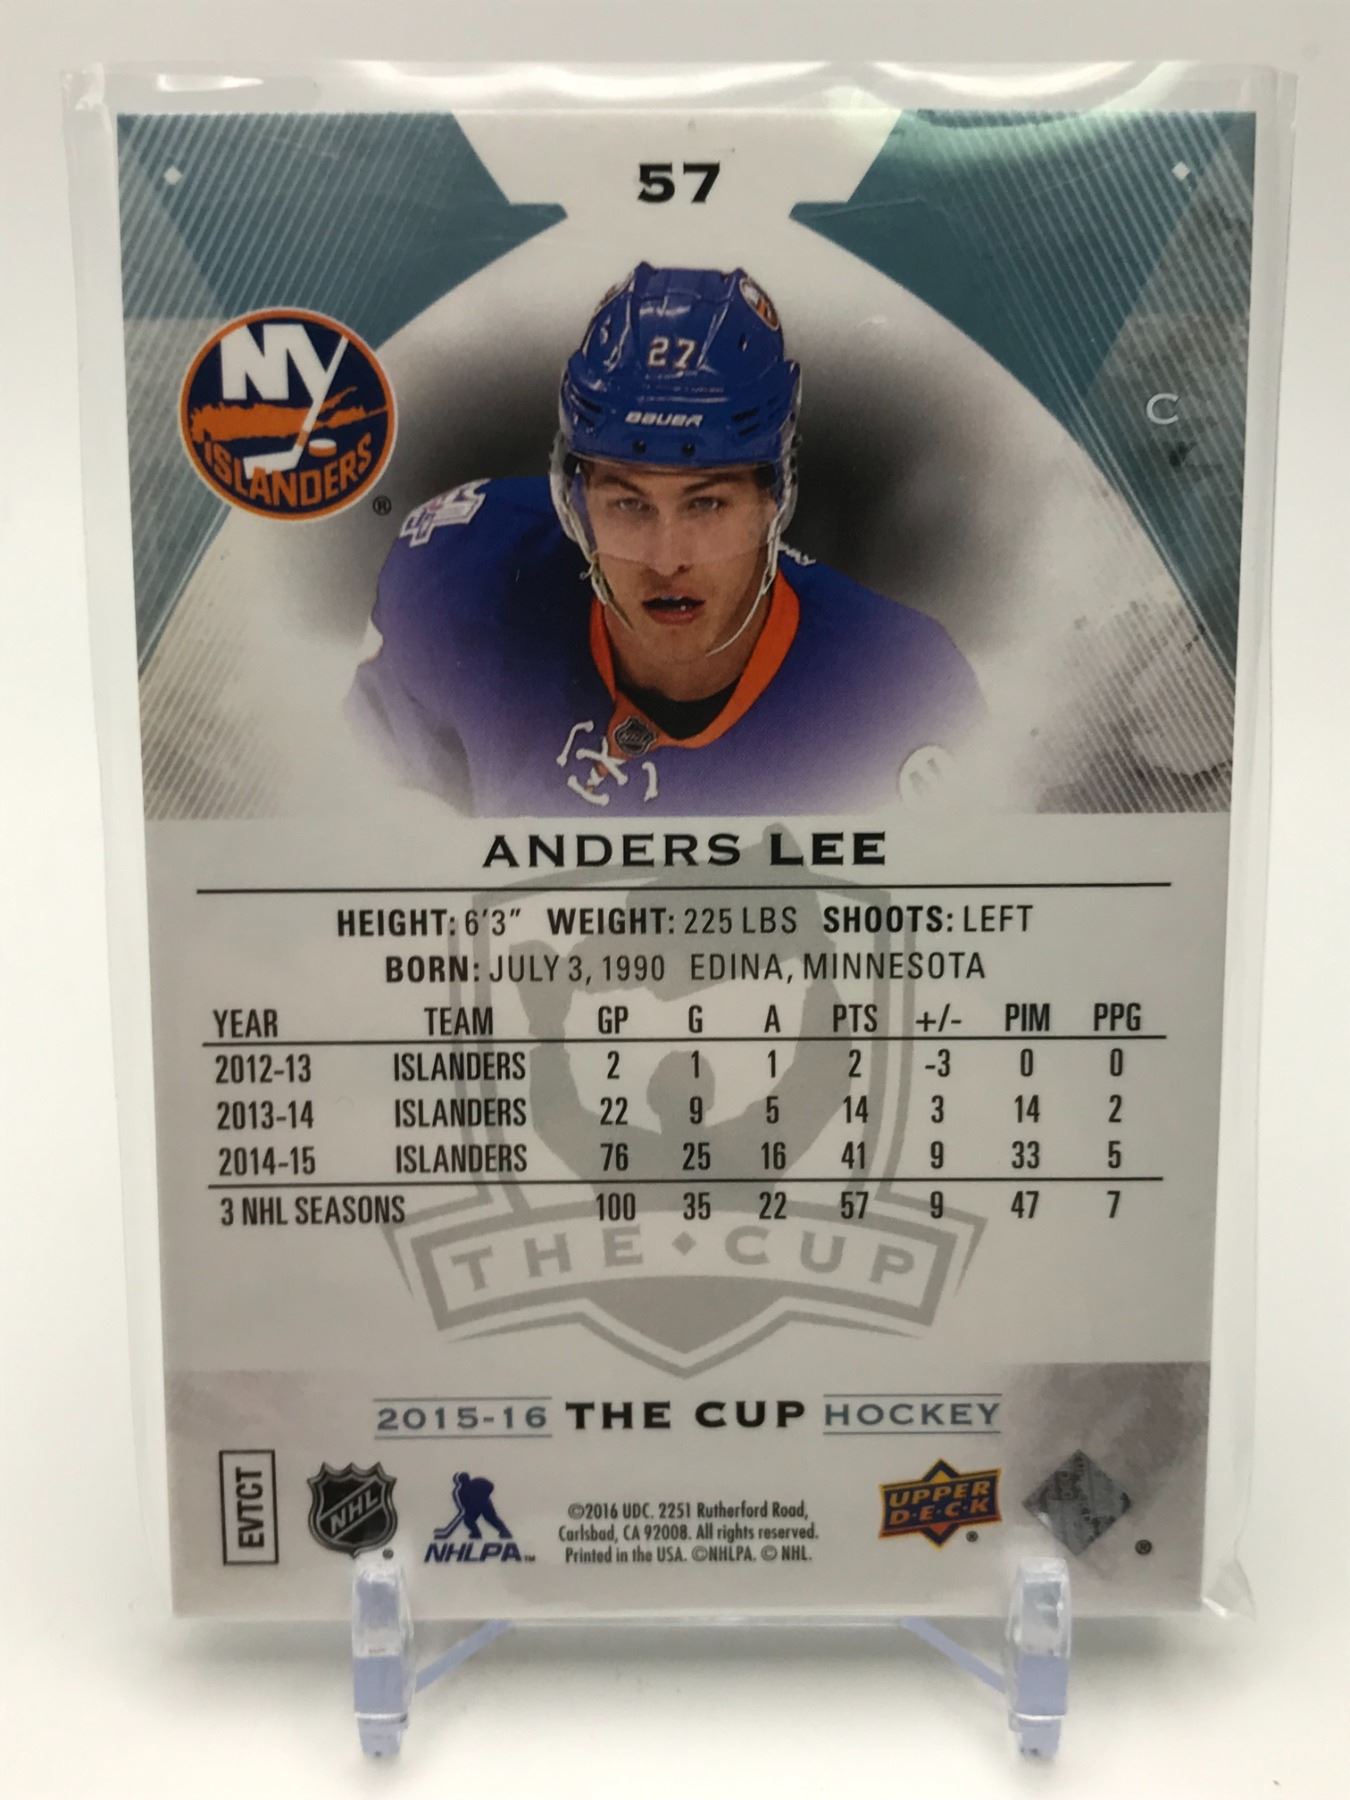 57
NY
ISLANDERS
®
27
BAUER
C
NHL
A
ANDERS LEE
HEIGHT: 6'3" WEIGHT: 225 LBS SHOOTS: LEFT
BORN: JULY 3, 1990 EDINA, MINNESOTA
YEAR TEAM GP G A PTS +/- PIM PPG
2012-13 ISLANDERS 2 1 1 2 -3 0 0
2013-14 ISLANDERS 22 9 5 14 3 14 2
2014-15 ISLANDERS 76 25 16 41 9 33 5
3 NHL SEASONS 100 35 22 57 9 47 7
THE CUP
2015-16 THE CUP HOCKEY
EVTCT
NHL ®
NHLPA™
©2016 UDC. 2251 Rutherford Road,
Carlsbad, CA 92008. All rights reserved.
Printed in the USA. ©NHLPA. © NHL.
UPPER
D·E·C·K ®
®